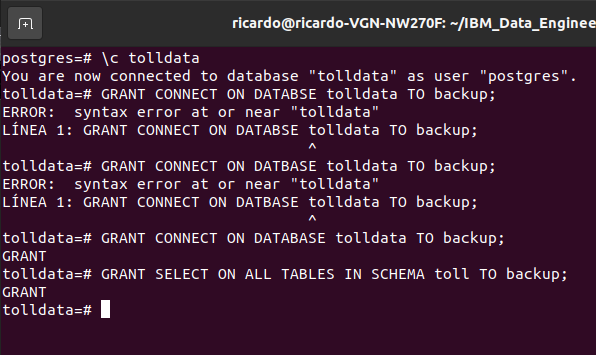 ricardo@ricardo-VGN-NW270F: ~/IBM_Data_Enginee
postgres=# \c tolldata
You are now connected to database "tolldata" as user "postgres".
tolldata=# GRANT CONNECT ON DATABSE tolldata TO backup;
ERROR:  syntax error at or near "tolldata"
LÍNEA 1: GRANT CONNECT ON DATABSE tolldata TO backup;
                                  ^
tolldata=# GRANT CONNECT ON DATBASE tolldata TO backup;
ERROR:  syntax error at or near "tolldata"
LÍNEA 1: GRANT CONNECT ON DATBASE tolldata TO backup;
                                  ^
tolldata=# GRANT CONNECT ON DATABASE tolldata TO backup;
GRANT
tolldata=# GRANT SELECT ON ALL TABLES IN SCHEMA toll TO backup;
GRANT
tolldata=#